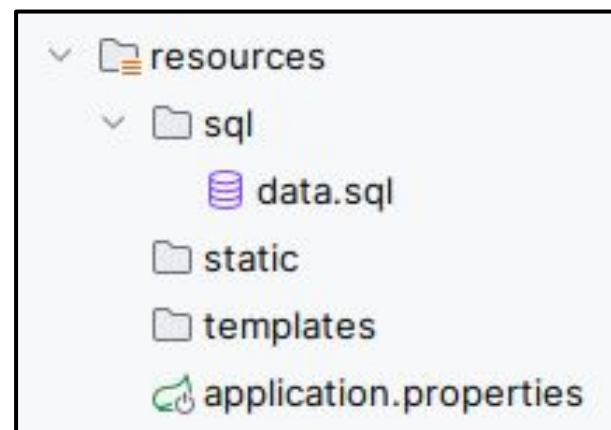 resources
sql
data.sql
static
templates
application.properties